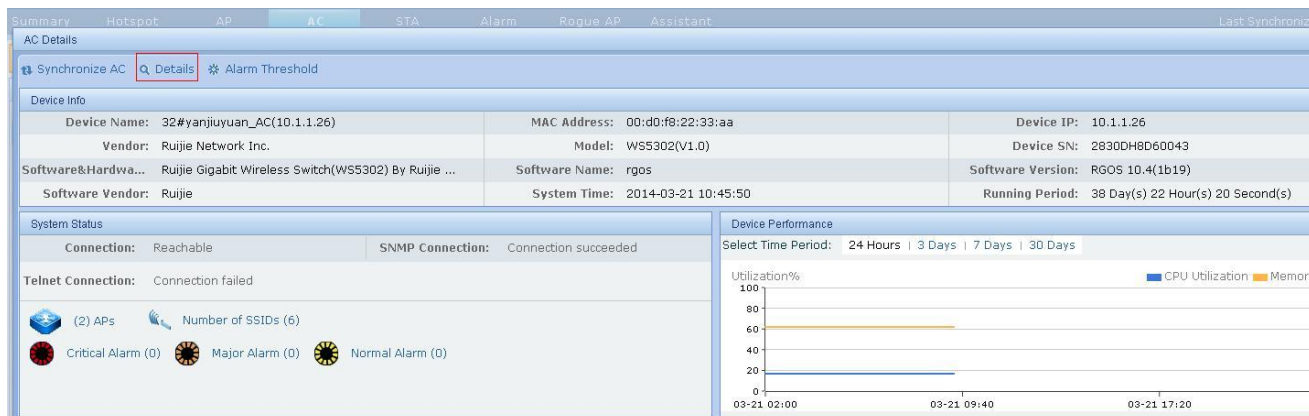 Summary Hotspot AP AC STA Alarm Rogue AP Assistant Last Synchroniz
AC Details
Synchronize AC Details Alarm Threshold
Device Info
Device Name: 32#yanjiuyuan_AC(10.1.1.26) MAC Address: 00:d0:f8:22:33:aa Device IP: 10.1.1.26
Vendor: Ruijie Network Inc. Model: WS5302(V1.0) Device SN: 2830DH8D60043
Software&Hardwa... Ruijie Gigabit Wireless Switch(WS5302) By Ruijie ... Software Name: rgos Software Version: RGOS 10.4(1b19)
Software Vendor: Ruijie System Time: 2014-03-21 10:45:50 Running Period: 38 Day(s) 22 Hour(s) 20 Second(s)
System Status
Connection: Reachable SNMP Connection: Connection succeeded
Telnet Connection: Connection failed
(2) APs Number of SSIDs (6)
Critical Alarm (0) Major Alarm (0) Normal Alarm (0)
Device Performance
Select Time Period: 24 Hours | 3 Days | 7 Days | 30 Days
Utilization% CPU Utilization Memor
100
80
60
40
20
0
03-21 02:00 03-21 09:40 03-21 17:20